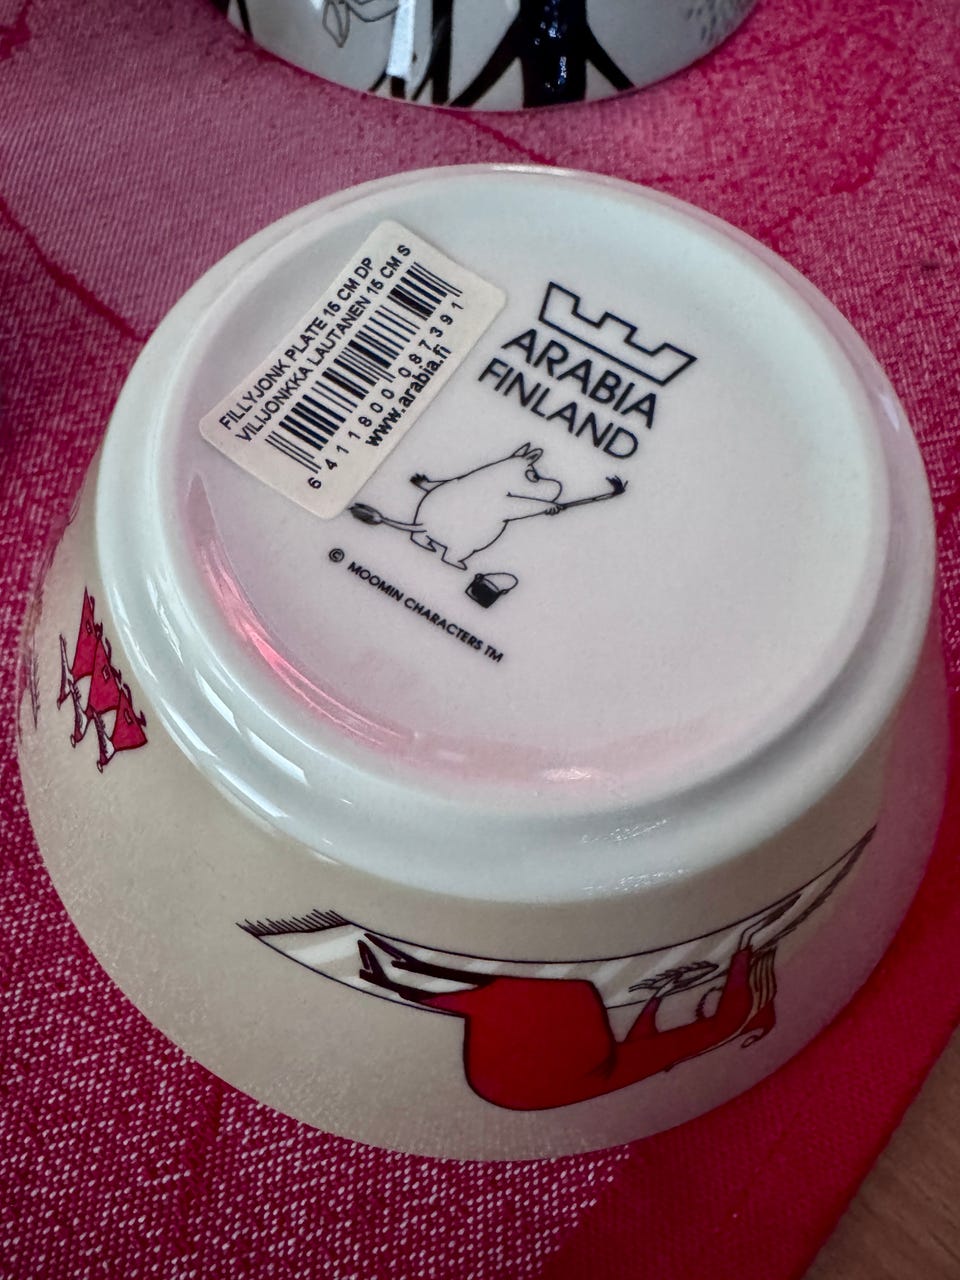 FILLYJONK PLATE 15 CM DP
VILIJONKKA LAUTANEN 15 CM S
6 411800 087391
www.arabia.fi
ARABIA
FINLAND
© MOOMIN CHARACTERS TM